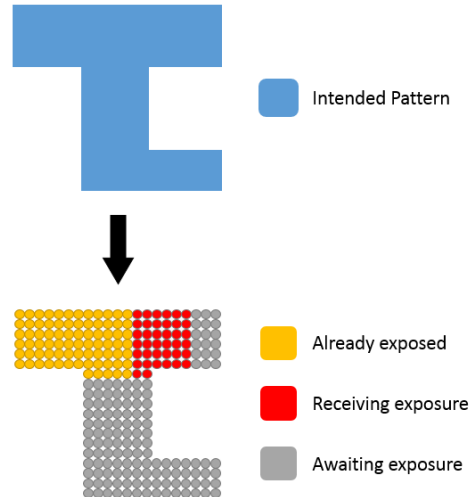 Intended Pattern
Already exposed
Receiving exposure
Awaiting exposure